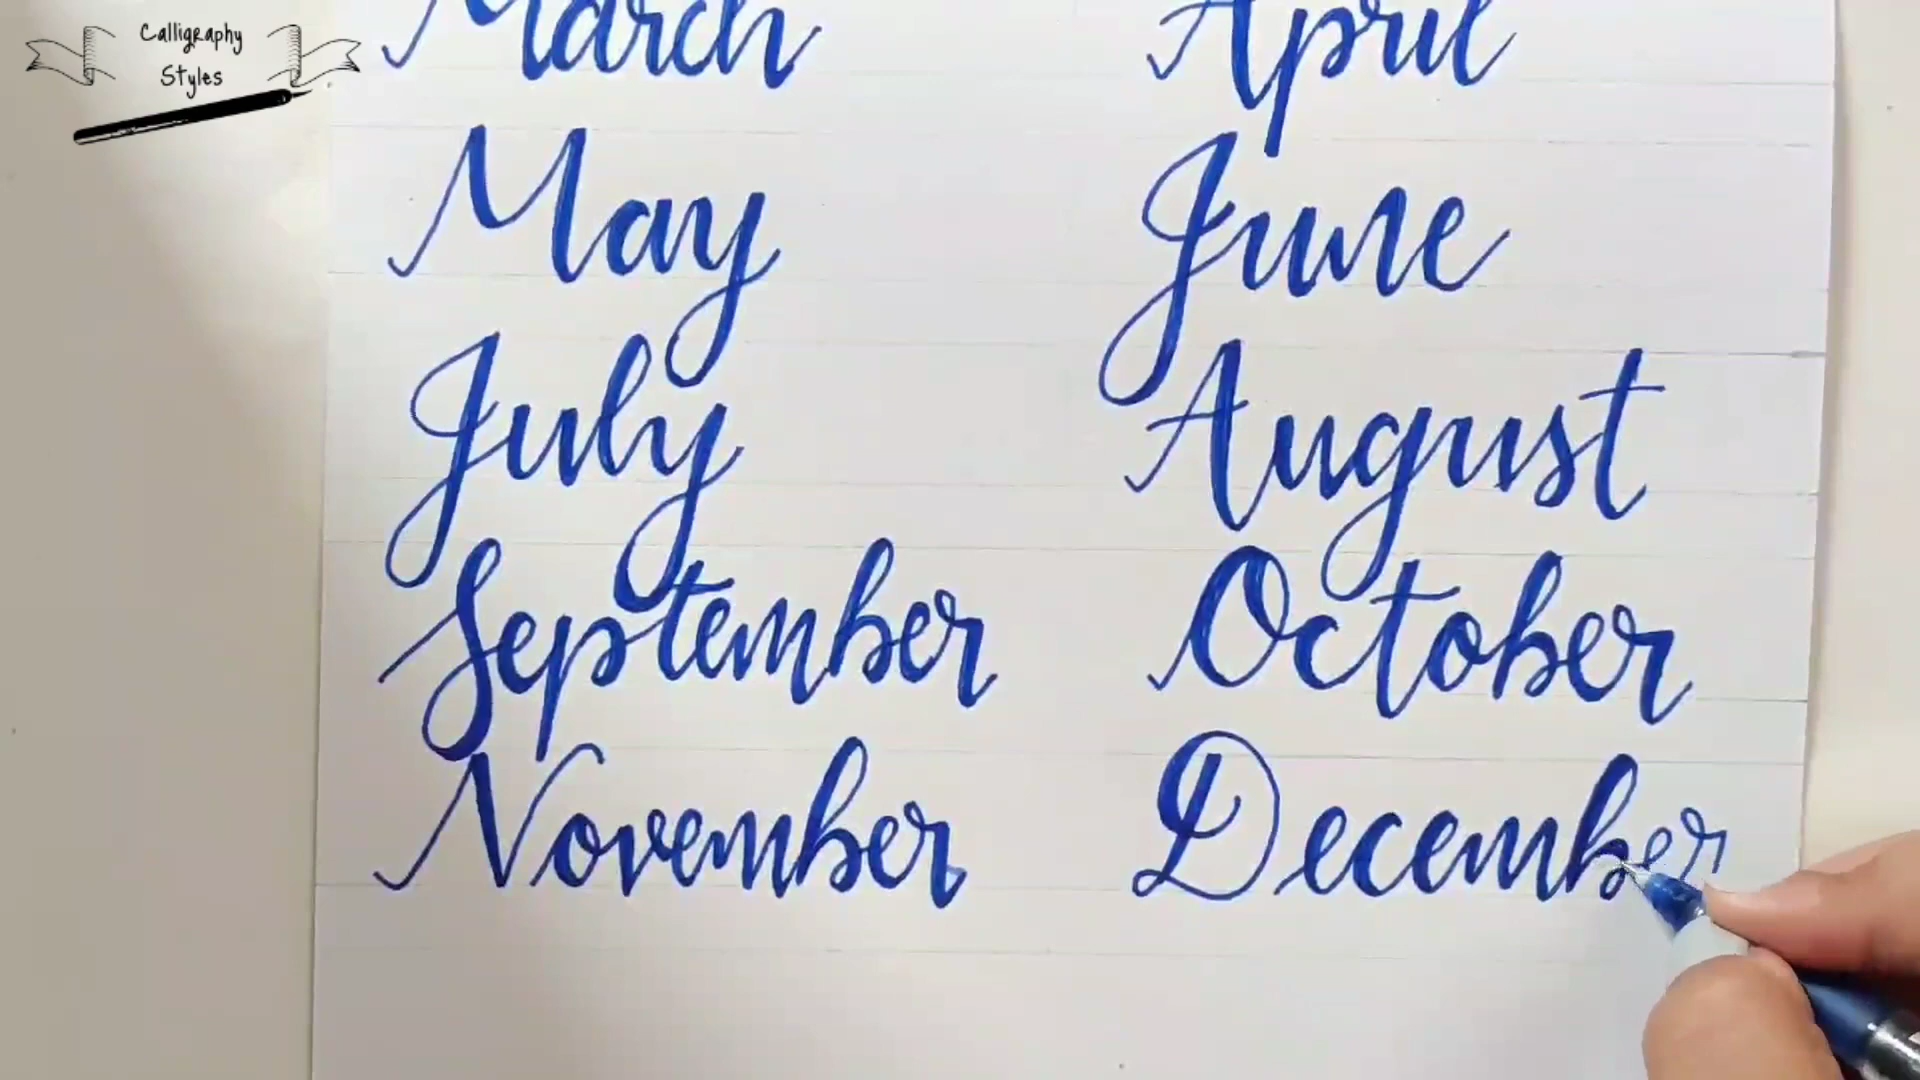 Calligraphy
Styles
March April
May June
July August
September October
November December